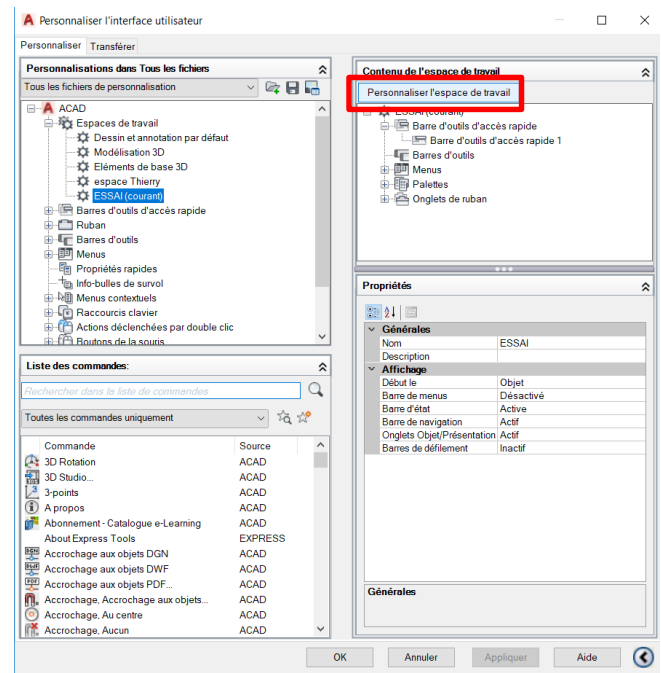 Personnaliser l'interface utilisateur
Personnaliser Transférer
Personnalisations dans Tous les fichiers
Tous les fichiers de personnalisation
ACAD
Espaces de travail
Dessin et annotation par défaut
Modélisation 3D
Eléments de base 3D
espace Thierry
ESSAI (courant)
Barres d'outils d'accès rapide
Ruban
Barres d'outils
Menus
Propriétés rapides
Info-bulles de survol
Menus contextuels
Raccourcis clavier
Actions déclenchées par double clic
Boutons de la souris
Liste des commandes:
Rechercher dans la liste de commandes
Toutes les commandes uniquement
Commande Source
3D Rotation ACAD
3D Studio... ACAD
3-points ACAD
A propos ACAD
Abonnement - Catalogue e-Learning ACAD
About Express Tools EXPRESS
Accrochage aux objets DGN ACAD
Accrochage aux objets DWF ACAD
Accrochage aux objets PDF... ACAD
Accrochage, Accrochage aux objets... ACAD
Accrochage, Au centre ACAD
Accrochage, Aucun ACAD
Contenu de l'espace de travail
Personnaliser l'espace de travail
ESSAI (courant)
Barre d'outils d'accès rapide
Barre d'outils d'accès rapide 1
Barres d'outils
Menus
Palettes
Onglets de ruban
Propriétés
Générales
Nom ESSAI
Description
Affichage
Début le Objet
Barre de menus Désactivé
Barre d'état Active
Barre de navigation Actif
Onglets Objet/Présentation Actif
Barres de défilement Inactif
Générales
OK Annuler Appliquer Aide